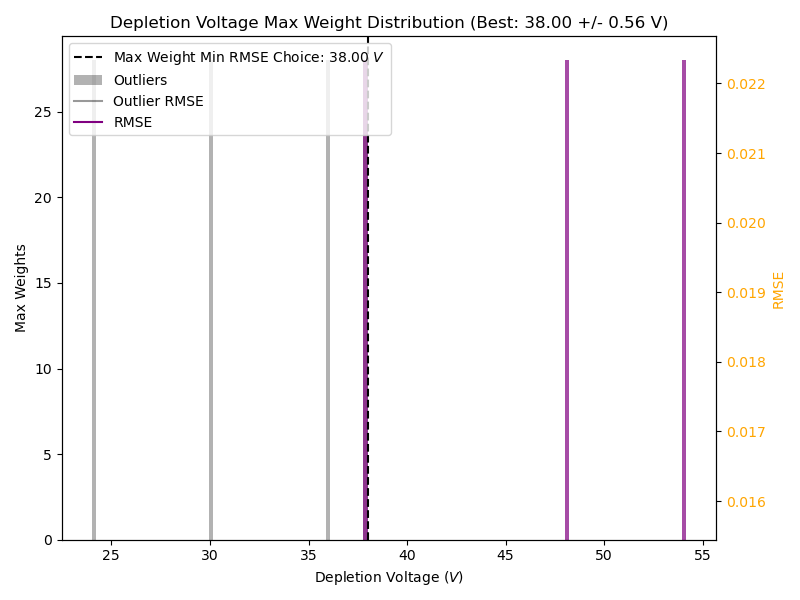 Depletion Voltage Max Weight Distribution (Best: 38.00 +/- 0.56 V)
Max Weight Min RMSE Choice: 38.00 V
Outliers
Outlier RMSE
RMSE
Max Weights
0
5
10
15
20
25
25
30
35
40
45
50
55
Depletion Voltage (V)
0.022
0.021
0.020
0.019
0.018
0.017
0.016
RMSE